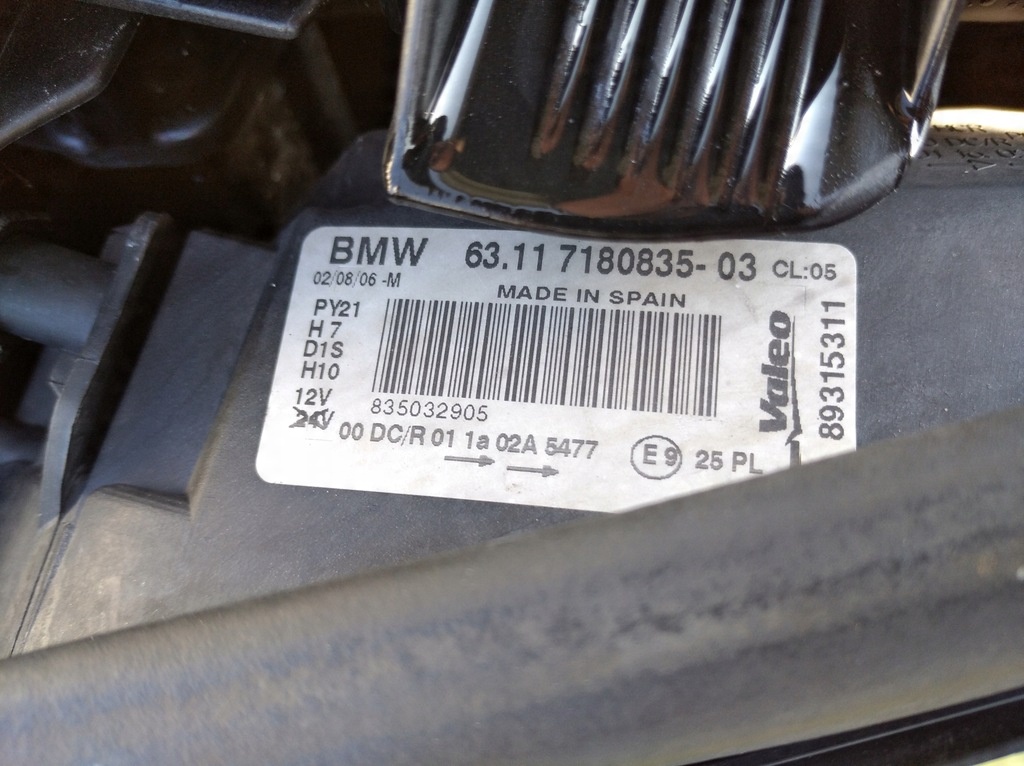 BMW 63.11 7180835- 03 CL:05
02/08/06 -M
MADE IN SPAIN
PY21
H7
D1S
H10
12V
24V
835032905
00 DC/R 01 1a 02A 5477
E9 25 PL
Valeo
89315311